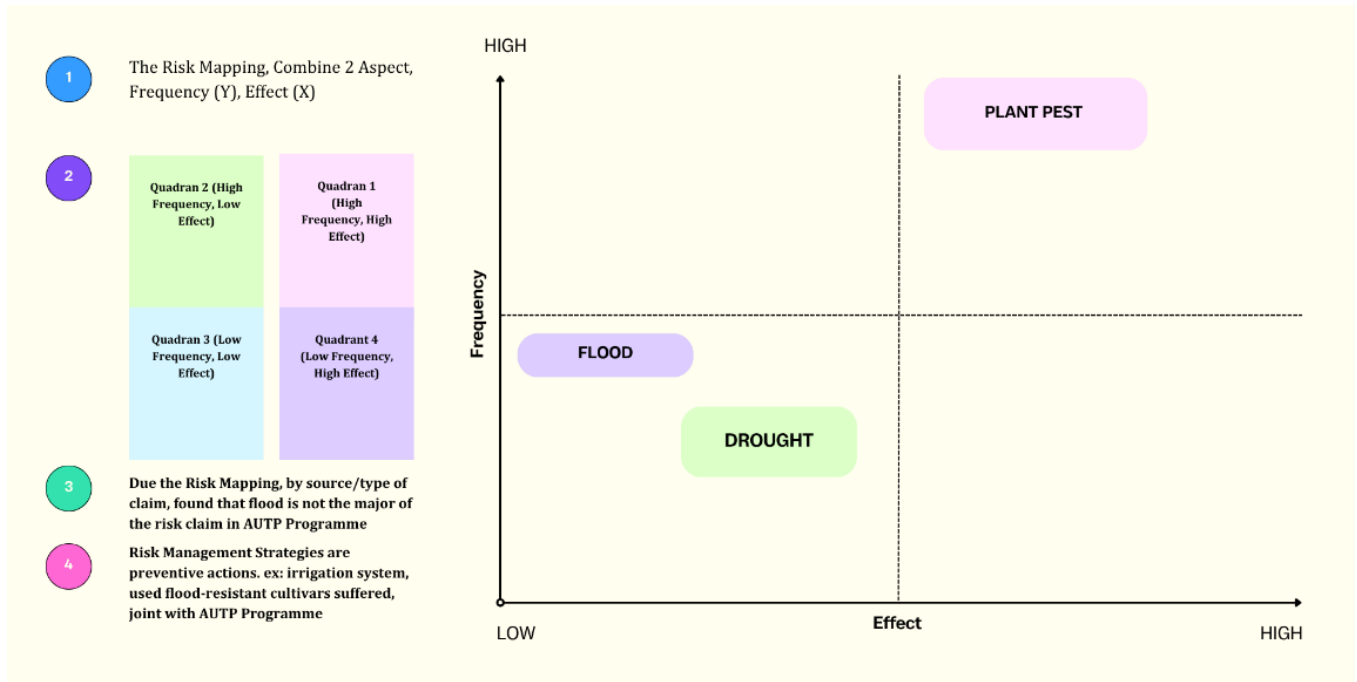 1
The Risk Mapping, Combine 2 Aspect,
Frequency (Y), Effect (X)
2
Quadran 2 (High
Frequency, Low
Effect)
Quadran 1
(High
Frequency, High
Effect)
Quadran 3 (Low
Frequency, Low
Effect)
Quadrant 4
(Low Frequency,
High Effect)
3
Due the Risk Mapping, by source/type of
claim, found that flood is not the major of
the risk claim in AUTP Programme
4
Risk Management Strategies are
preventive actions. ex: irrigation system,
used flood-resistant cultivars suffered,
joint with AUTP Programme
HIGH
PLANT PEST
Frequency
FLOOD
DROUGHT
LOW
Effect
HIGH